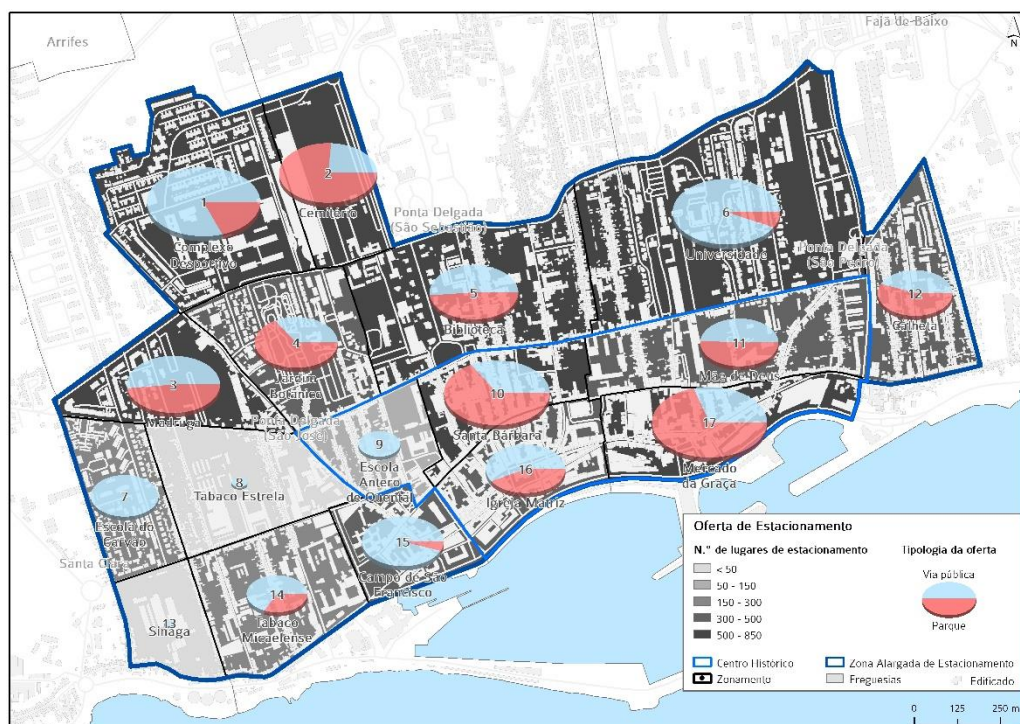 Arrifes
Fajã de Baixo
N
1
Complexo
Desportivo
2
Cemitério
Ponta Delgada
(São Sebastião)
6
Universidade
Ponta Delgada
(São Pedro)
5
Biblioteca
12
Calheta
4
Jardim
Botânico
11
Mãe de Deus
3
Madruga
10
Santa Bárbara
17
Mercado
da Graça
Ponta Delgada
(São José)
9
Escola
Antero
de Quental
16
Igreja Matriz
7
Escola do
Carvão
8
Tabaco Estrela
15
Campo de São
Francisco
Santa Clara
14
Tabaco
Micaelense
13
Sinaga
Oferta de Estacionamento
N.º de lugares de estacionamento
< 50
50 - 150
150 - 300
300 - 500
500 - 850
Tipologia da oferta
Via pública
Parque
Centro Histórico
Zona Alargada de Estacionamento
Zonamento
Freguesias
Edificado
0 125 250 m